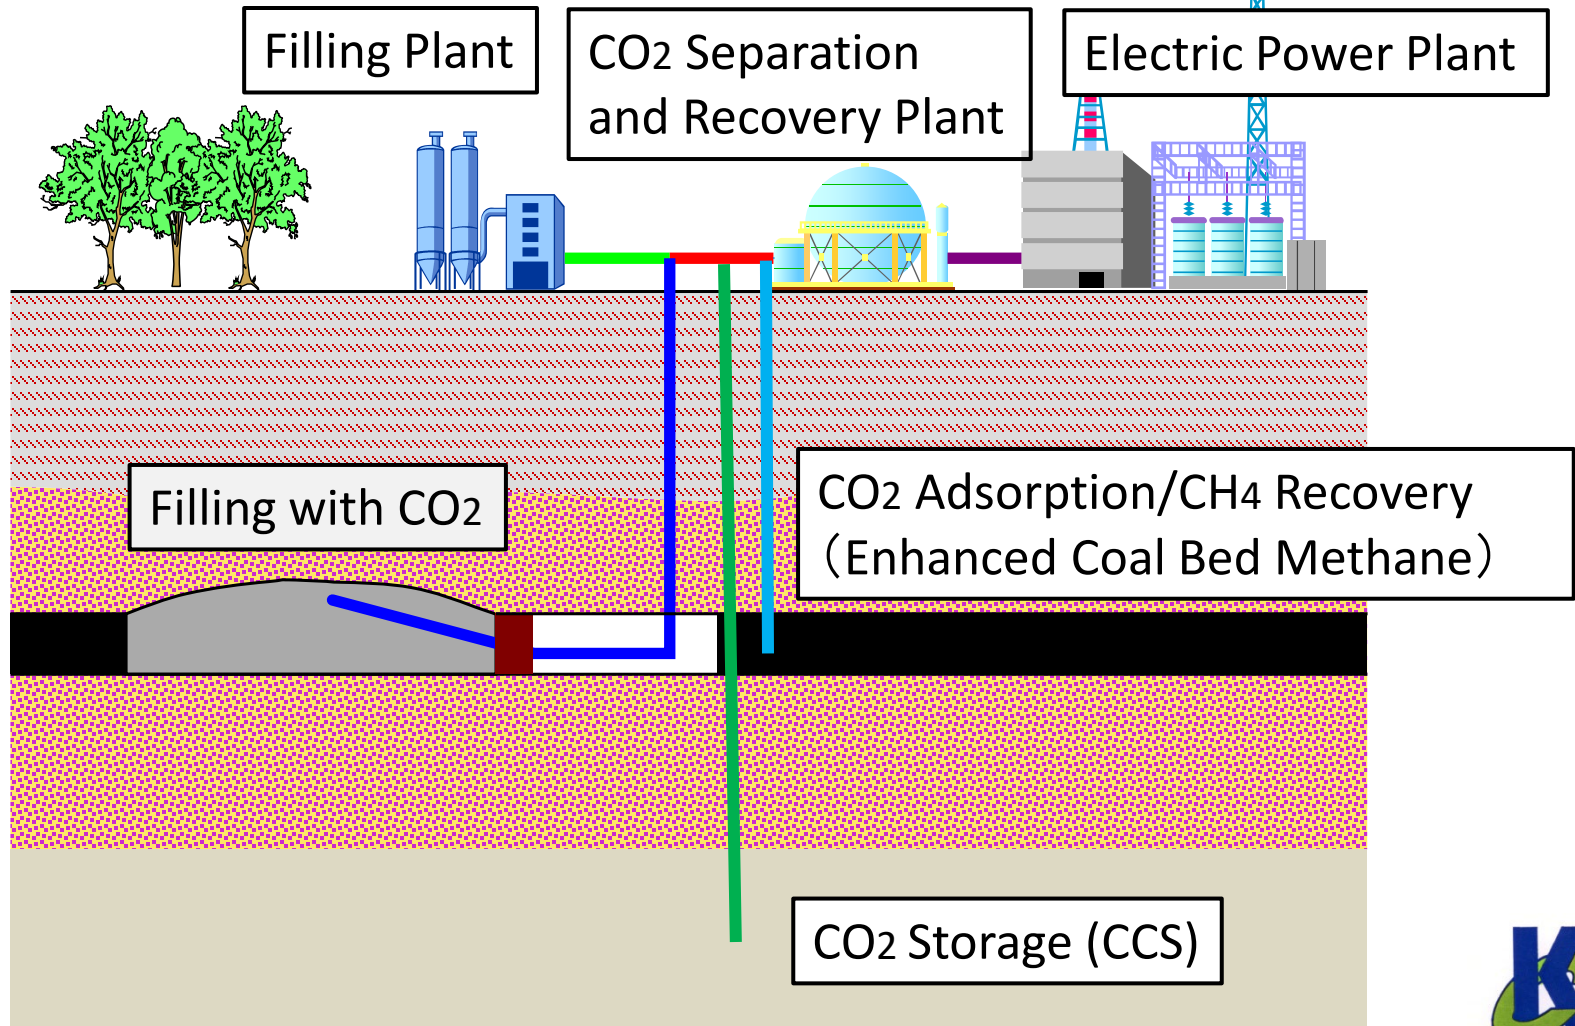 Filling Plant
CO2 Separation
and Recovery Plant
Electric Power Plant
Filling with CO2
CO2 Adsorption/CH4 Recovery
（Enhanced Coal Bed Methane）
CO2 Storage (CCS)
K